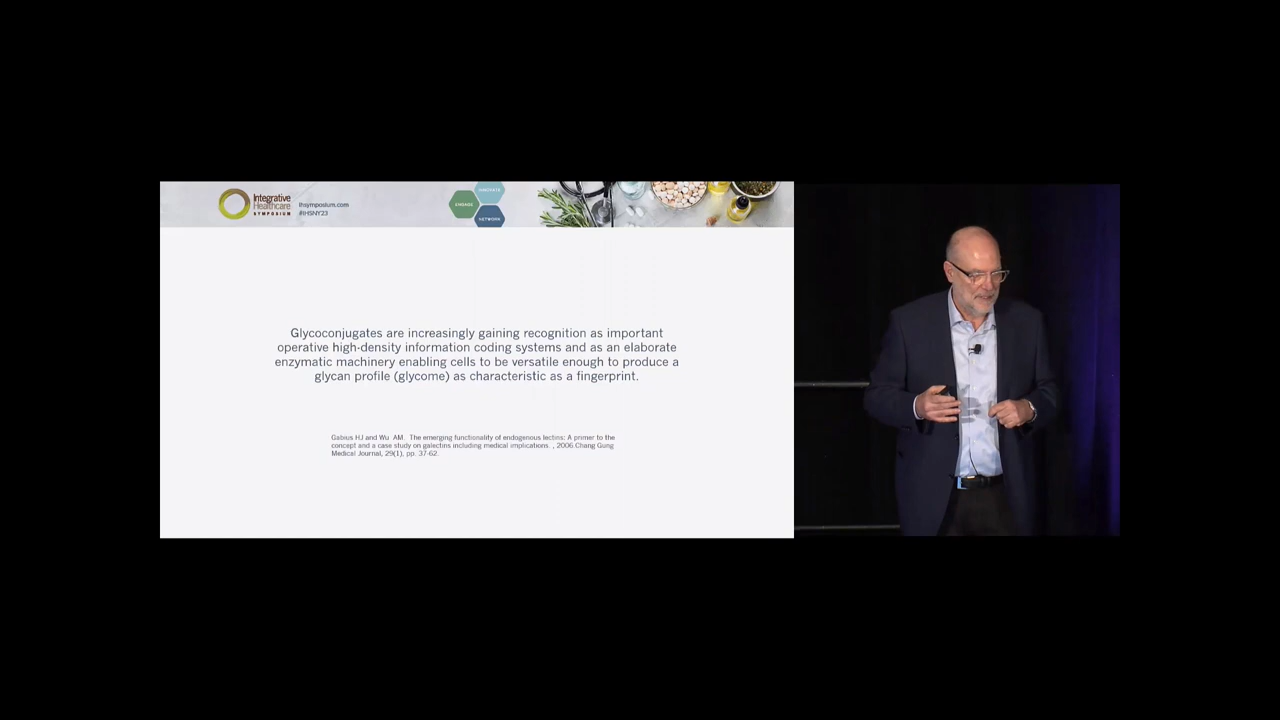 Integrative
Healthcare
SYMPOSIUM
ihsymposium.com
#IHSNY23
INNOVATE
ENGAGE
NETWORK
Glycoconjugates are increasingly gaining recognition as important
operative high-density information coding systems and as an elaborate
enzymatic machinery enabling cells to be versatile enough to produce a
glycan profile (glycome) as characteristic as a fingerprint.
Gabius HJ and Wu AM. The emerging functionality of endogenous lectins: A primer to the
concept and a case study on galectins including medical implications. , 2006.Chang Gung
Medical Journal, 29(1), pp. 37-62.